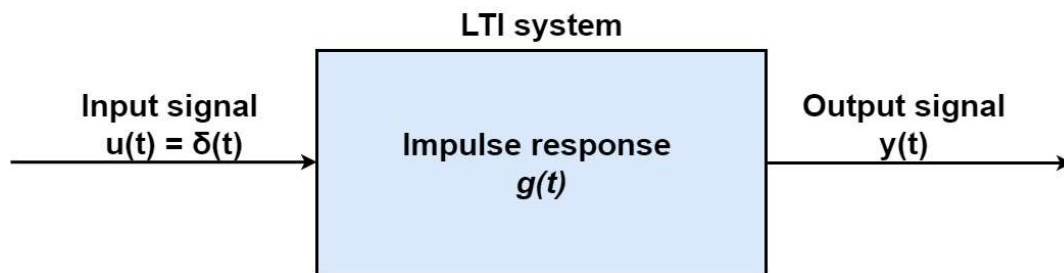 LTI system
Input signal
u(t) = δ(t)
Impulse response
g(t)
Output signal
y(t)